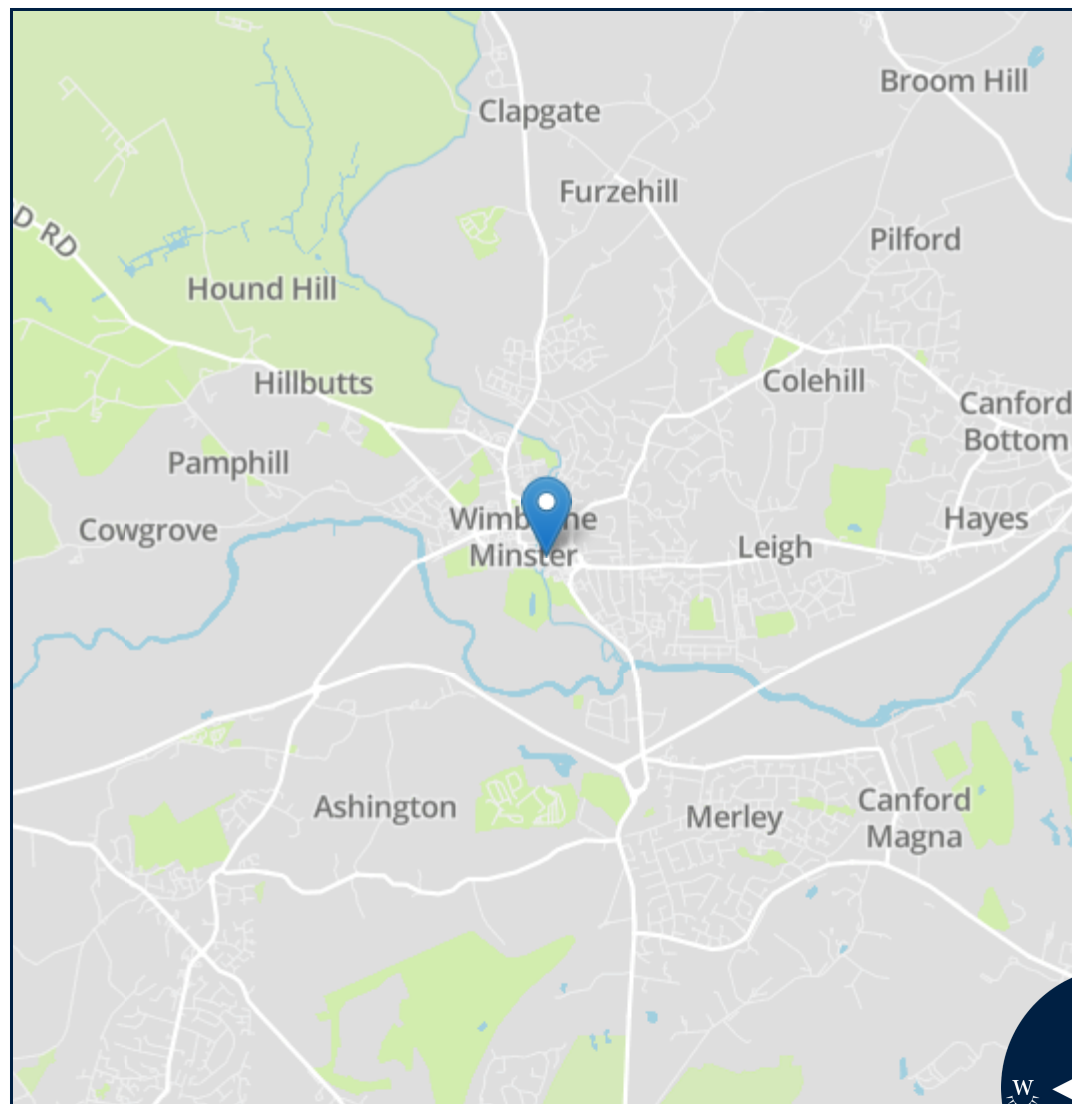 Broom Hill
Clapgate
Furzehill
D RD
Pilford
Hound Hill
Hillbutts
Colehill
Canford
Bottom
Pamphill
Cowgrove
Minster
Hayes
Leigh
Ashington
Merley
Canford
Magna
W